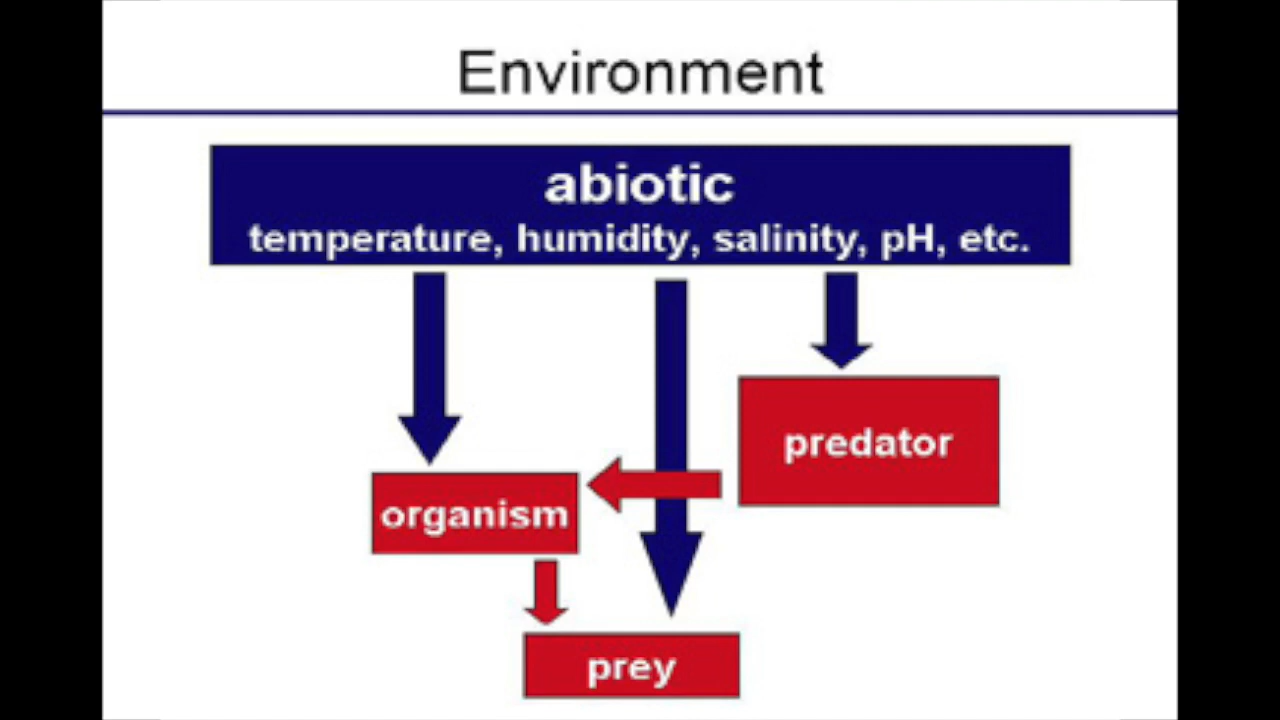 Environment
abiotic
temperature, humidity, salinity, pH, etc.
predator
organism
prey